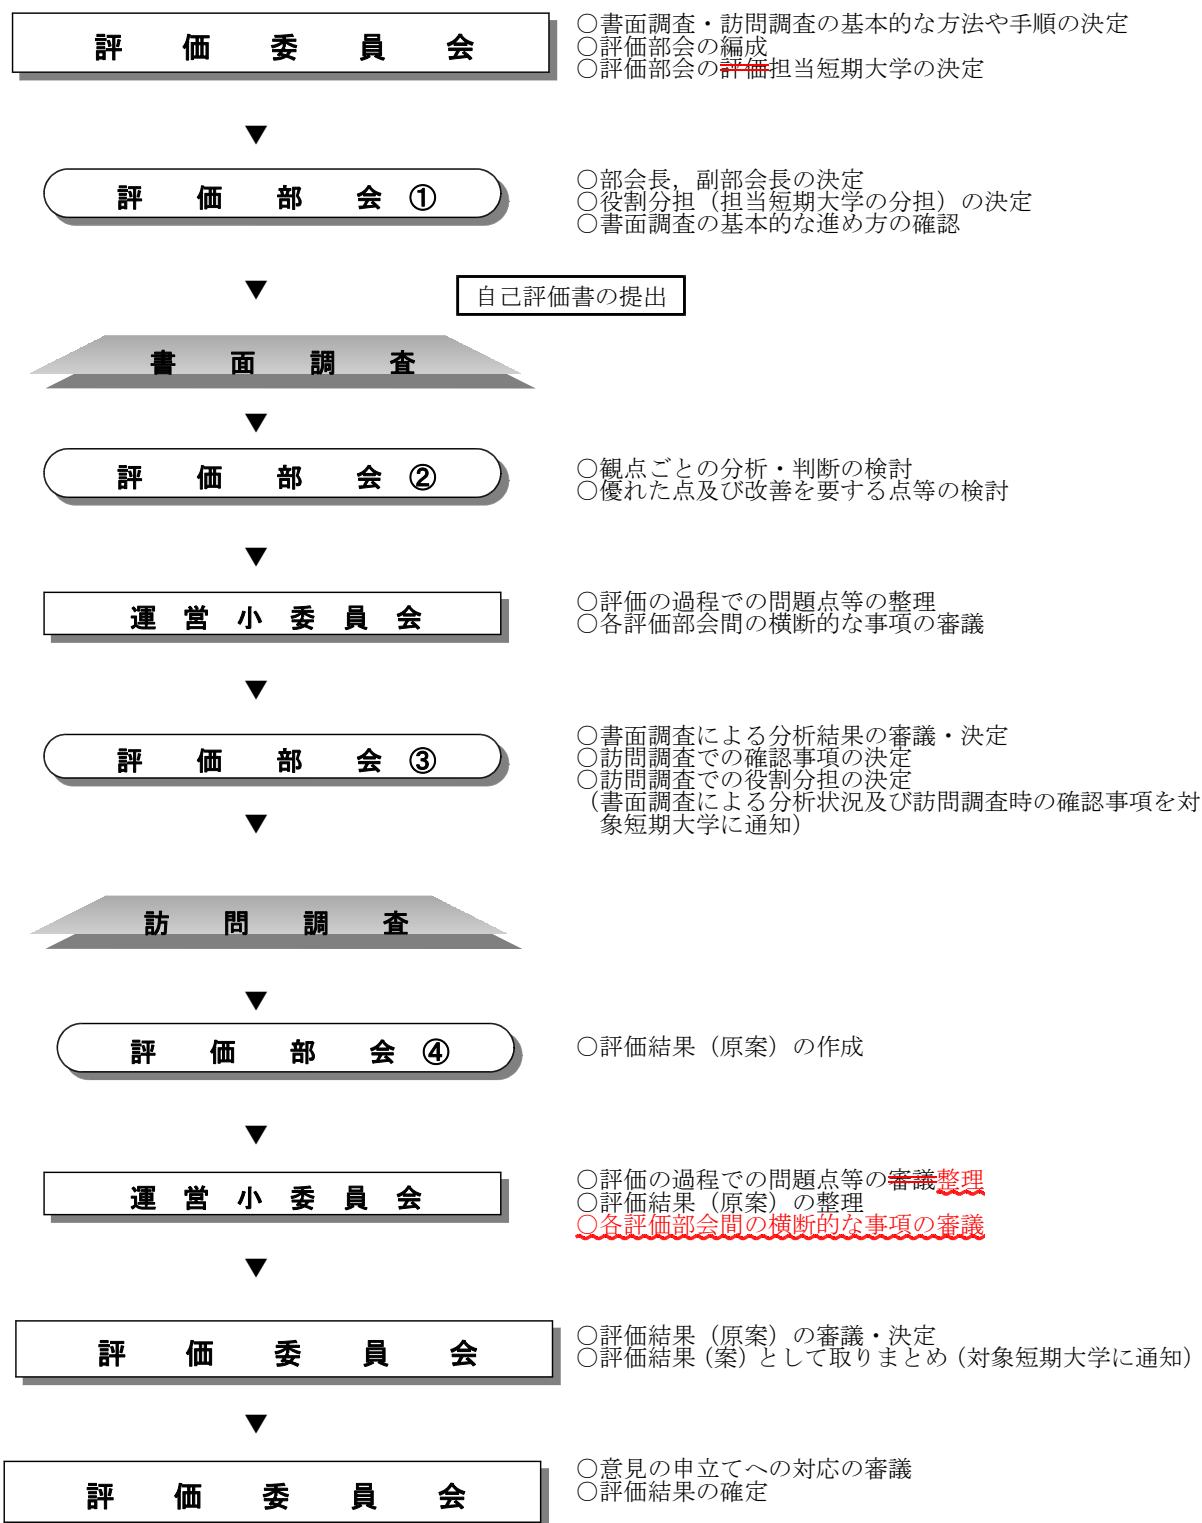 評価委員会
○書面調査・訪問調査の基本的な方法や手順の決定
○評価部会の編成
○評価部会の評価担当短期大学の決定
▼
評価部会①
○部会長，副部会長の決定
○役割分担（担当短期大学の分担）の決定
○書面調査の基本的な進め方の確認
▼
自己評価書の提出
書面調査
▼
評価部会②
○観点ごとの分析・判断の検討
○優れた点及び改善を要する点等の検討
▼
運営小委員会
○評価の過程での問題点等の整理
○各評価部会間の横断的な事項の審議
▼
評価部会③
○書面調査による分析結果の審議・決定
○訪問調査での確認事項の決定
○訪問調査での役割分担の決定
（書面調査による分析状況及び訪問調査時の確認事項を対
象短期大学に通知）
▼
訪問調査
▼
評価部会④
○評価結果（原案）の作成
▼
運営小委員会
○評価の過程での問題点等の審議整理
○評価結果（原案）の整理
○各評価部会間の横断的な事項の審議
▼
評価委員会
○評価結果（原案）の審議・決定
○評価結果（案）として取りまとめ（対象短期大学に通知）
▼
評価委員会
○意見の申立てへの対応の審議
○評価結果の確定